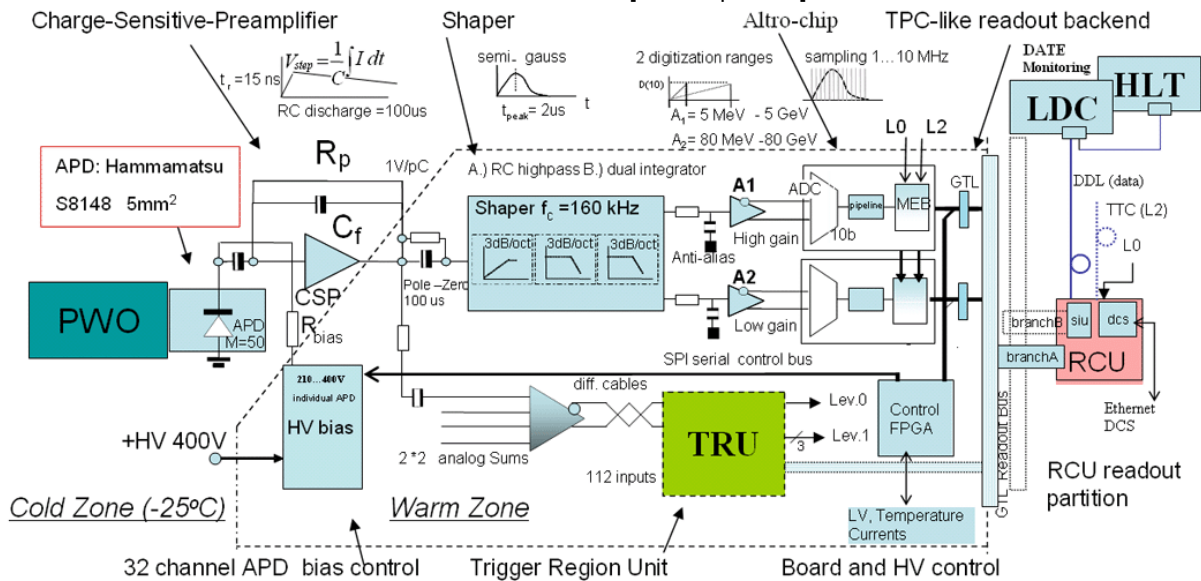 Charge-Sensitive-Preamplifier
Shaper
Altro-chip
TPC-like readout backend
V step = 1/C ∫ I dt
t r = 15 ns
RC discharge =100us
semi- gauss
t peak = 2us
t
2 digitization ranges
D(10)
A1 = 5 MeV - 5 GeV
A2 = 80 MeV -80 GeV
sampling 1... 10 MHz
DATE
Monitoring
LDC
HLT
L0 L2
APD: Hammamatsu
S8148 5mm²
Rp
1V/pC
A.) RC highpass B.) dual integrator
Shaper fc =160 kHz
3dB/oct
3dB/oct
3dB/oct
A1
High gain
Anti-alias
ADC
pipeline
MEB
10b
GTL
DDL (data)
TTC (L2)
L0
Cf
CSP
Pole –Zero
100 us
A2
Low gain
PWO
APD
M=50
R bias
SPI serial control bus
branchB
branchA
siu
dcs
RCU
Ethernet
DCS
210...400V
individual APD
HV bias
+HV 400V
diff. cables
2 *2 analog Sums
TRU
112 inputs
Lev.0
Lev.1
3
Control
FPGA
GTL Readout Bus
RCU readout
partition
Cold Zone (-25ºC)
Warm Zone
LV, Temperature
Currents
32 channel APD bias control
Trigger Region Unit
Board and HV control